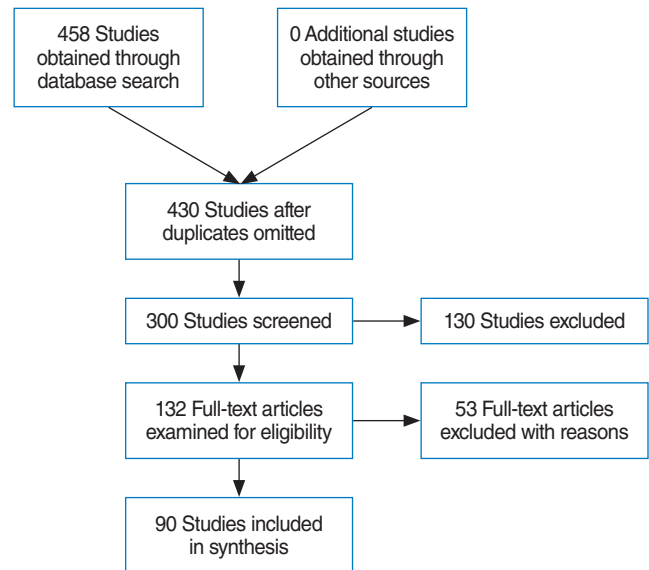 458 Studies
obtained through
database search
0 Additional studies
obtained through
other sources
430 Studies after
duplicates omitted
300 Studies screened
130 Studies excluded
132 Full-text articles
examined for eligibility
53 Full-text articles
excluded with reasons
90 Studies included
in synthesis